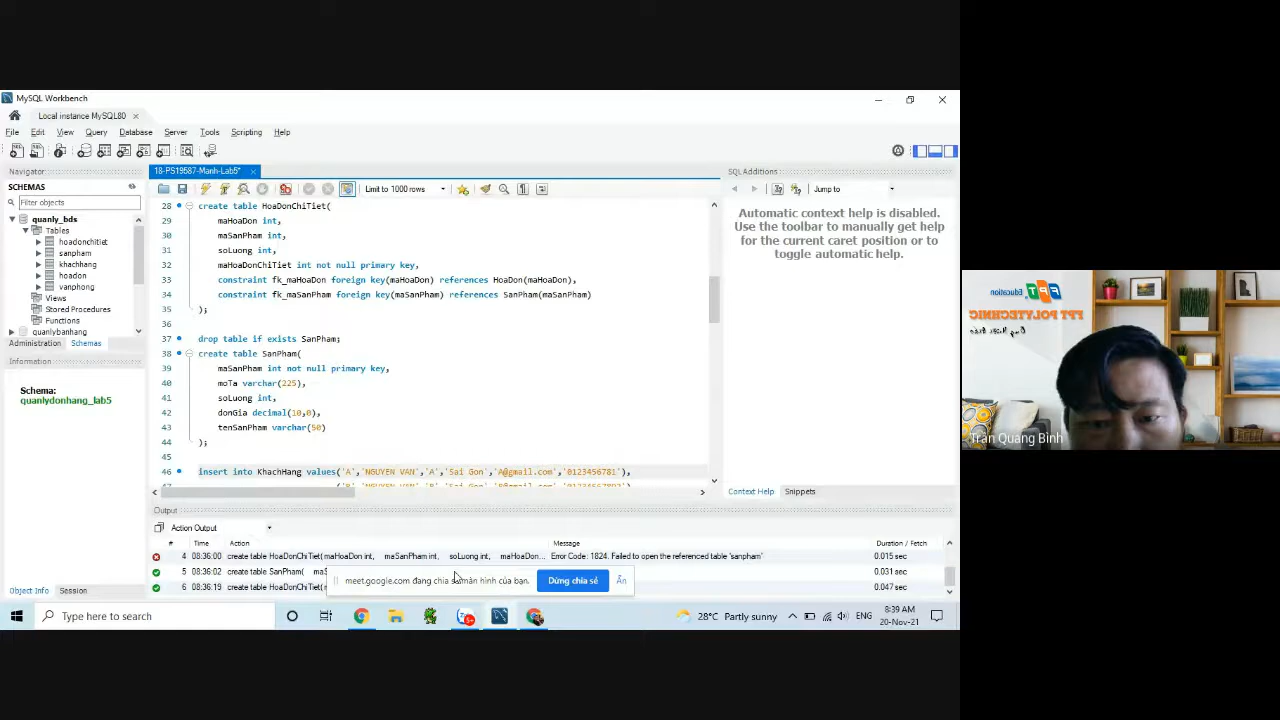 MySQL Workbench
Local instance MySQL80
File Edit View Query Database Server Tools Scripting Help
Navigator
SCHEMAS
Filter objects
quanly_bds
Tables
hoadonchitiet
sanpham
khachhang
hoadon
vanphong
Views
Stored Procedures
Functions
quanlybanhang
Administration Schemas
Information
Schema:
quanlydonhang_lab5
Object Info Session
18-PS19587-Manh-Lab5*
Limit to 1000 rows
28 create table HoaDonChiTiet(
29 maHoaDon int,
30 maSanPham int,
31 soLuong int,
32 maHoaDonChiTiet int not null primary key,
33 constraint fk_maHoaDon foreign key(maHoaDon) references HoaDon(maHoaDon),
34 constraint fk_maSanPham foreign key(maSanPham) references SanPham(maSanPham)
35 );
36
37 drop table if exists SanPham;
38 create table SanPham(
39 maSanPham int not null primary key,
40 moTa varchar(225),
41 soLuong int,
42 donGia decimal(10,0),
43 tenSanPham varchar(50)
44 );
45
46 insert into KhachHang values('A','NGUYEN VAN','A','Sai Gon','A@gmail.com','0123456781'),
SQL Additions
Jump to
Automatic context help is disabled.
Use the toolbar to manually get help
for the current caret position or to
toggle automatic help.
Context Help Snippets
Output
Action Output
# Time Action Message Duration / Fetch
4 08:36:00 create table HoaDonChiTiet( maHoaDon int, maSanPham int, soLuong int, maHoaDon... Error Code: 1824. Failed to open the referenced table 'sanpham' 0.015 sec
5 08:36:02 create table SanPham( 0.031 sec
6 08:36:19 create table HoaDonChiTiet( 0.047 sec
meet.google.com đang chia sẻ màn hình của bạn.
Dừng chia sẻ
Ẩn
Type here to search
5+
28°C Partly sunny
ENG
8:39 AM
20-Nov-21
FPT Education
FPT POLYTECHNIC
Tran Quang Binh